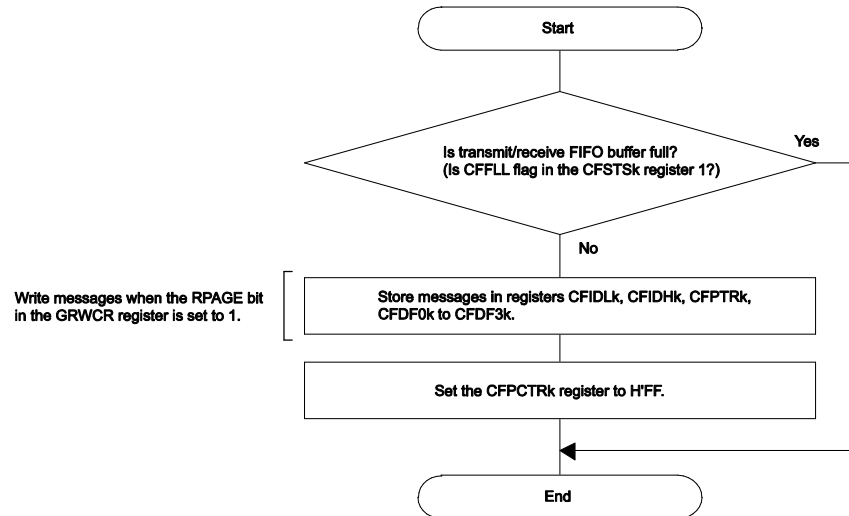 Start
Yes
Is transmit/receive FIFO buffer full?
(Is CFFLL flag in the CFSTSk register 1?)
No
Write messages when the RPAGE bit
in the GRWCR register is set to 1.
Store messages in registers CFIDLk, CFIDHk, CFPTRk,
CFDF0k to CFDF3k.
Set the CFPCTRk register to H'FF.
End